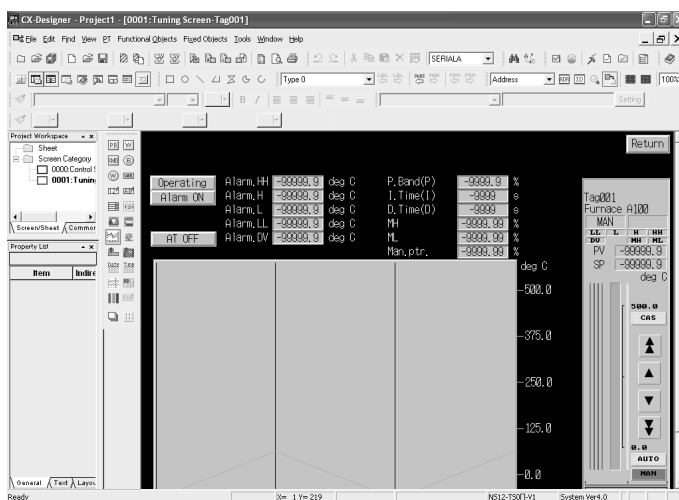 CX-Designer - Project1 - [0001:Tuning Screen-Tag001]
File Edit Find View PT Functional Objects Fixed Objects Tools Window Help
SERIALA
Type 0
Address
ADR ID
100%
B I
Setting
Project Workspace
Sheet
Screen Category
0000:Control S
0001:Tunin
Screen/Sheet Common
Property List
Item Indire
General Text Layou
Return
Operating
Alarm ON
AT OFF
Alarm.HH -99999.9 deg C
Alarm.H -99999.9 deg C
Alarm.L -99999.9 deg C
Alarm.LL -99999.9 deg C
Alarm.DV -99999.9 deg C
P.Band(P) -9999.9 %
I.Time(I) -9999 s
D.Time(D) -9999 s
MH -9999.99 %
ML -9999.99 %
Man.ptr. -9999.99 %
deg C
500.0
375.0
250.0
125.0
0.0
Tag001
Furnace A100
MAN
LL L H HH
DV MH ML
PV -99999.9
SP -99999.9
deg C
500.0
CAS
0.0
AUTO
MAN
Ready
X= 1 Y= 219
NS12-TS0[]-V1
System Ver4.0